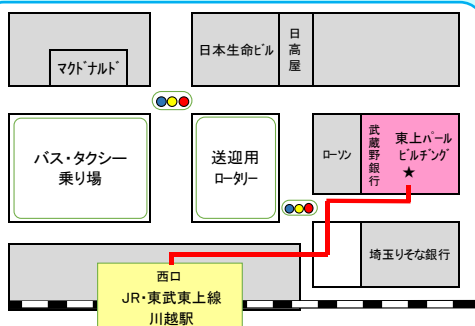 日本生命ビル
日高屋
マクドナルド
バス・タクシー
乗り場
送迎用
ロータリー
ローソン
武蔵野銀行
東上パール
ビルヂング
★
埼玉りそな銀行
西口
JR・東武東上線
川越駅